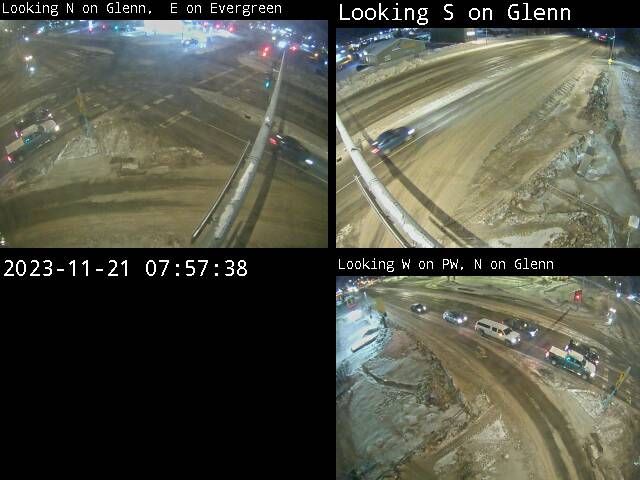 Looking N on Glenn, E on Evergreen
Looking S on Glenn
2023-11-21 07:57:38
Looking W on PW, N on Glenn